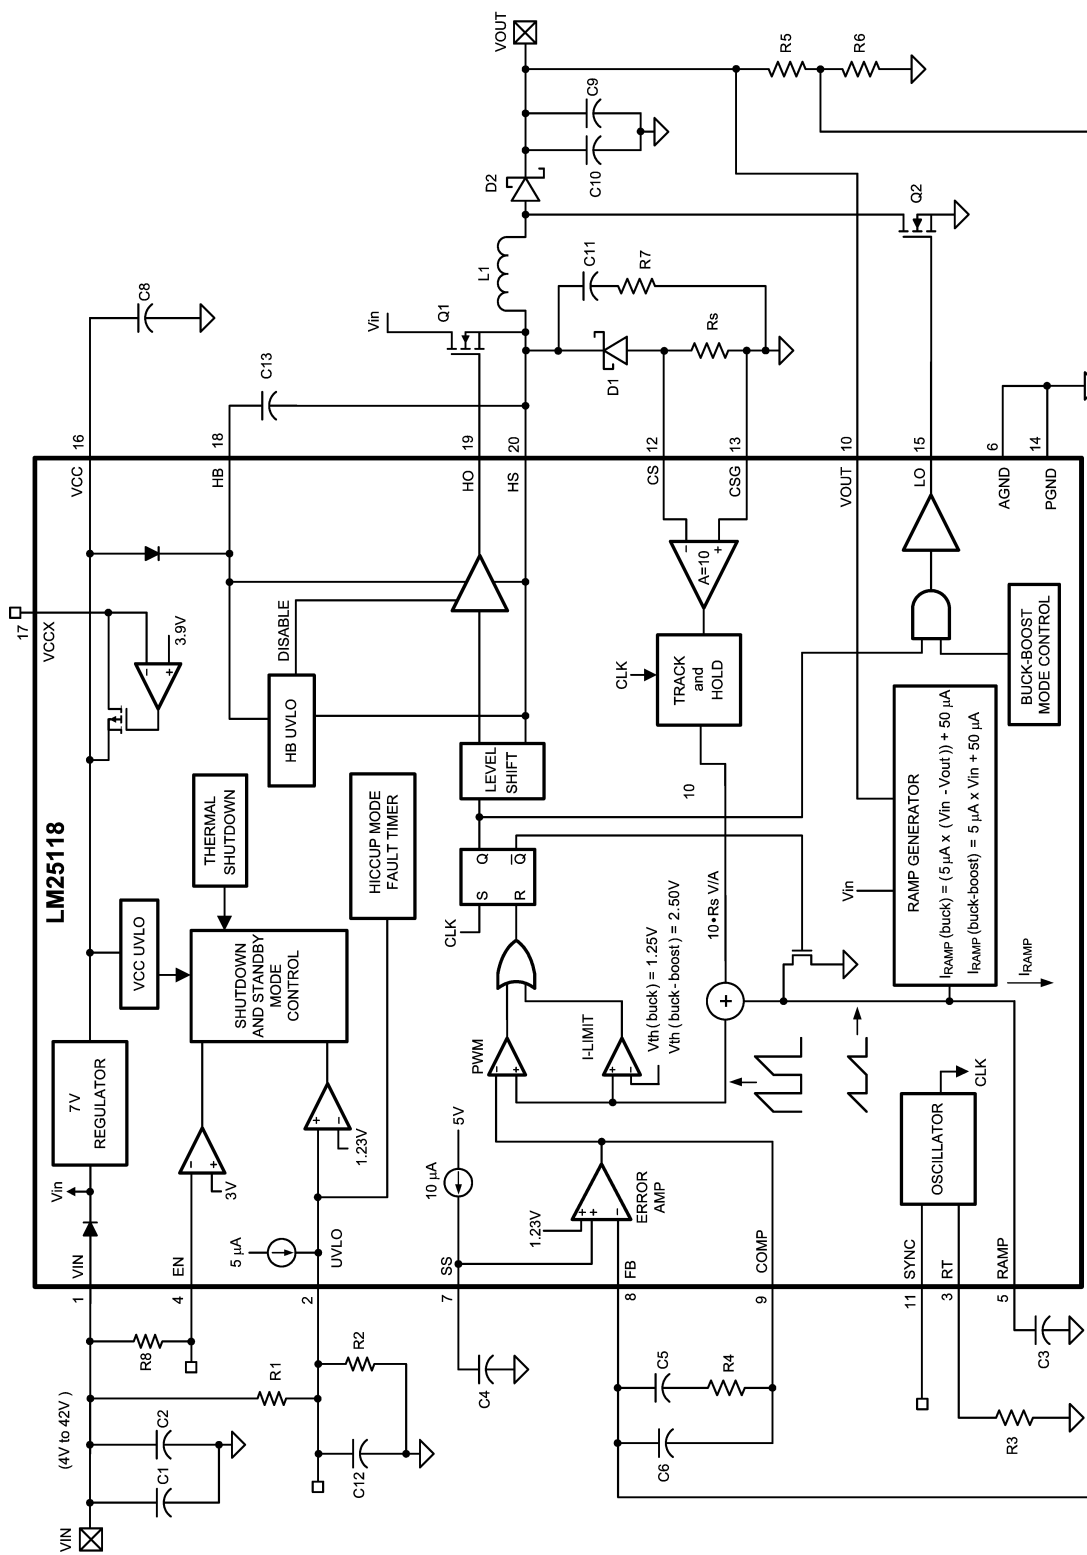 LM25118
VIN
(4V to 42V)
C1
C2
R8
R1
R2
C12
C4
C5
R4
C6
R3
C3
1
VIN
4
EN
2
UVLO
7
SS
8
FB
9
COMP
11
SYNC
3
RT
5
RAMP
Vin
7V
REGULATOR
3V
5 µA
1.23V
10 µA
5V
1.23V
ERROR
AMP
VCC UVLO
THERMAL
SHUTDOWN
SHUTDOWN
AND STANDBY
MODE
CONTROL
HICCUP MODE
FAULT TIMER
PWM
I-LIMIT
Vth (buck) = 1.25V
Vth (buck-boost) = 2.50V
10•Rs V/A
+
OSCILLATOR
CLK
CLK
S
Q
R
Q
LEVEL
SHIFT
HB UVLO
DISABLE
3.9V
17
VCCX
CLK
TRACK
and
HOLD
10
A=10
Vin
RAMP GENERATOR
IRAMP (buck) = (5 µA x (Vin - Vout )) + 50 µA
IRAMP (buck-boost) = 5 µA x Vin + 50 µA
IRAMP
BUCK-BOOST
MODE CONTROL
VCC
16
HB
18
HO
19
HS
20
CS
12
CSG
13
VOUT
10
LO
15
AGND
6
PGND
14
C8
C13
Vin
Q1
L1
D1
Rs
C11
R7
D2
C10
C9
VOUT
R5
R6
Q2